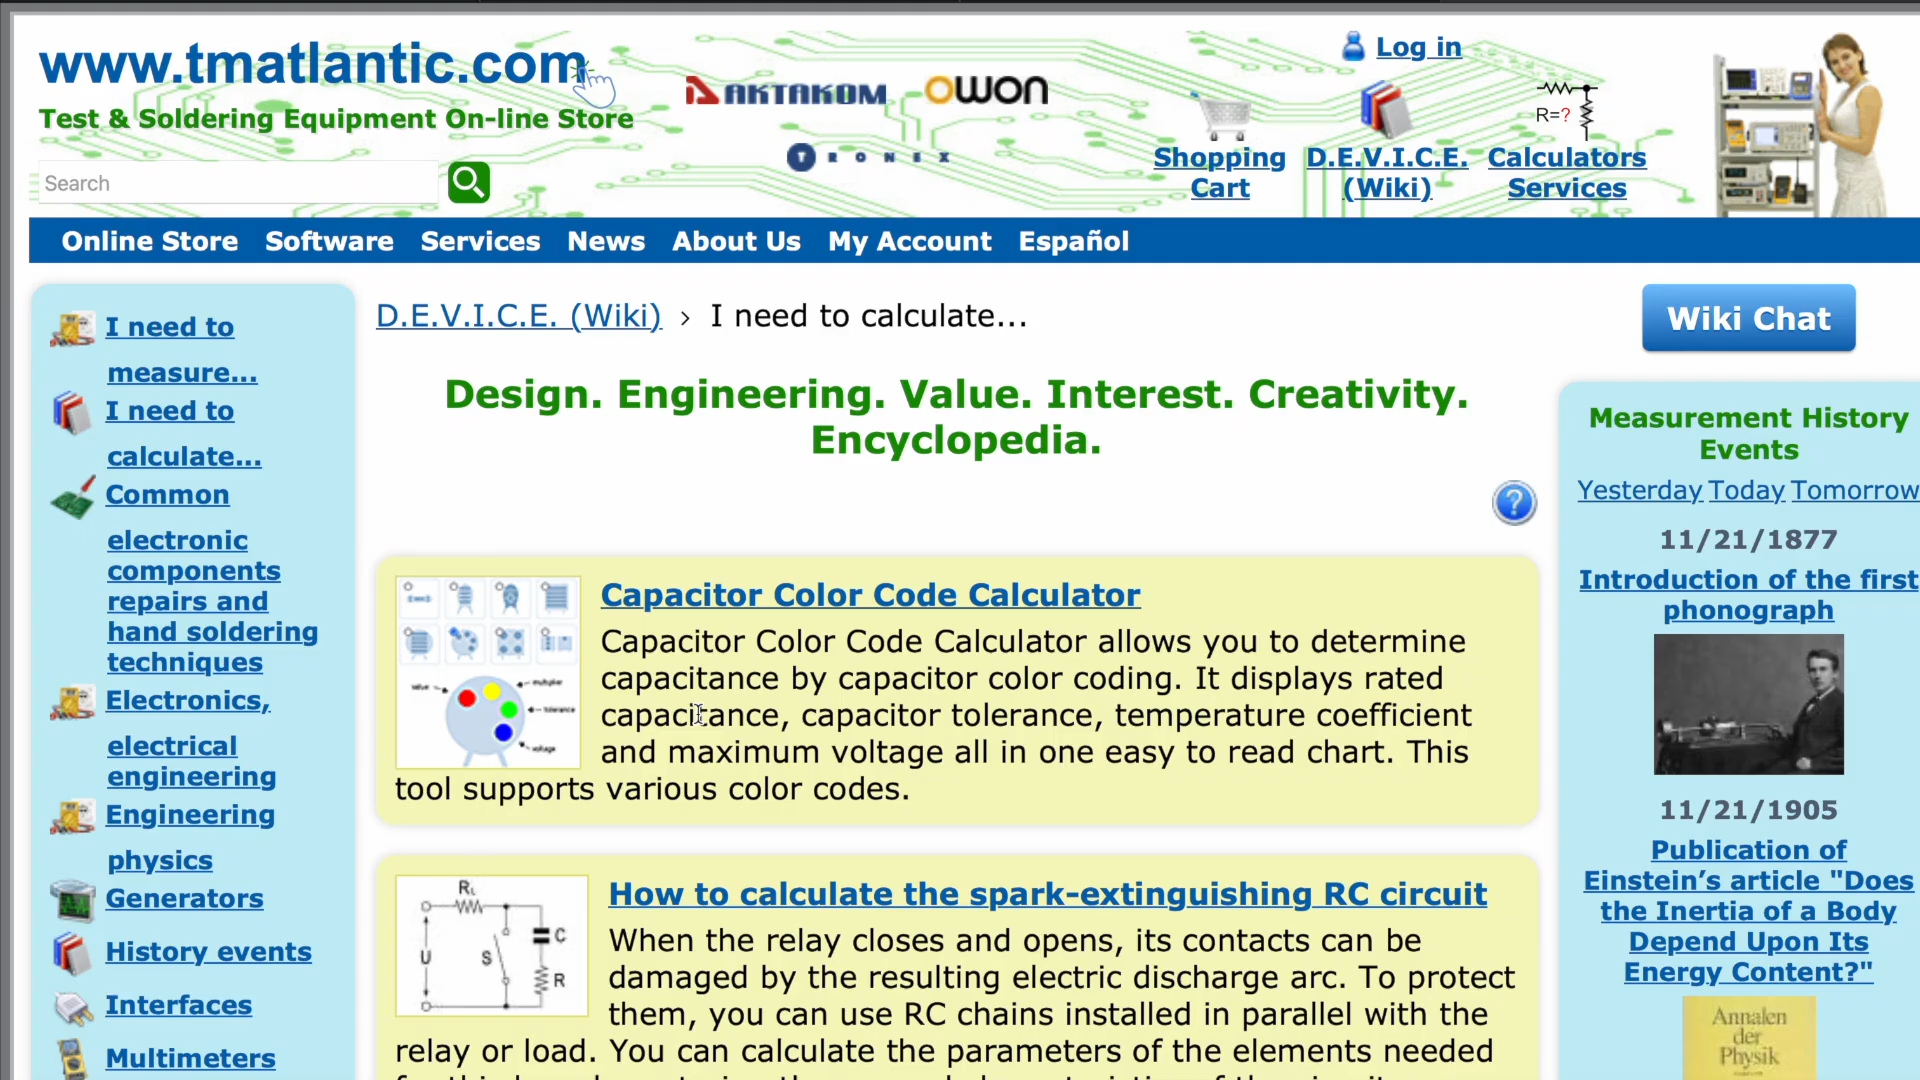 www.tmatlantic.com
Test & Soldering Equipment On-line Store
Search
AKTAKOM
OWON
TRONEX
Log in
Shopping
Cart
D.E.V.I.C.E.
(Wiki)
R=?
Calculators
Services
Online Store Software Services News About Us My Account Español
I need to
measure...
I need to
calculate...
Common
electronic
components
repairs and
hand soldering
techniques
Electronics,
electrical
engineering
Engineering
physics
Generators
History events
Interfaces
Multimeters
D.E.V.I.C.E. (Wiki) › I need to calculate...
Design. Engineering. Value. Interest. Creativity.
Encyclopedia.
?
value
multiplier
tolerance
voltage
Capacitor Color Code Calculator
Capacitor Color Code Calculator allows you to determine
capacitance by capacitor color coding. It displays rated
capacitance, capacitor tolerance, temperature coefficient
and maximum voltage all in one easy to read chart. This
tool supports various color codes.
U
S
C
R
How to calculate the spark-extinguishing RC circuit
When the relay closes and opens, its contacts can be
damaged by the resulting electric discharge arc. To protect
them, you can use RC chains installed in parallel with the
relay or load. You can calculate the parameters of the elements needed
Wiki Chat
Measurement History
Events
Yesterday Today Tomorrow
11/21/1877
Introduction of the first
phonograph
11/21/1905
Publication of
Einstein’s article "Does
the Inertia of a Body
Depend Upon Its
Energy Content?"
Annalen
der
Physik